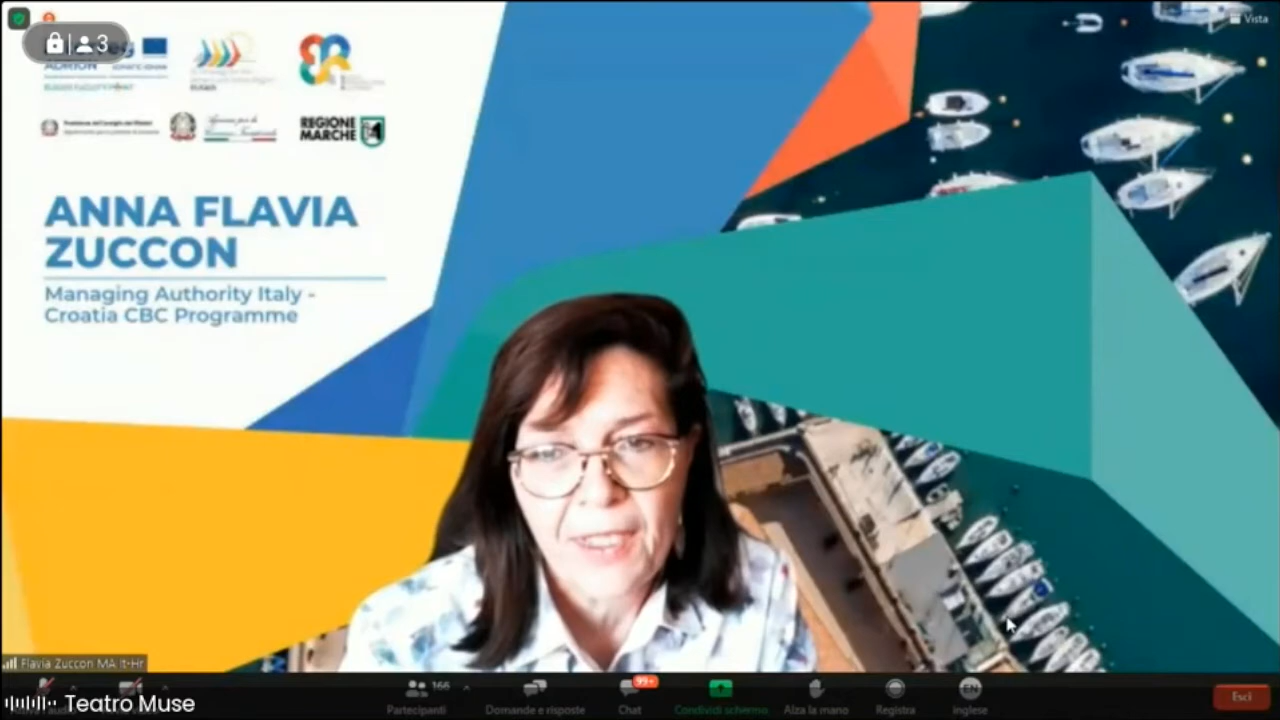 3
Vista
ADRION
REGIONE
MARCHE
ANNA FLAVIA
ZUCCON
Managing Authority Italy -
Croatia CBC Programme
Flavia Zuccon MA It-Hr
Teatro Muse
166
99+
Partecipanti
Domande e risposte
Chat
Condividi schermo
Alza la mano
Registra
EN
inglese
Esci